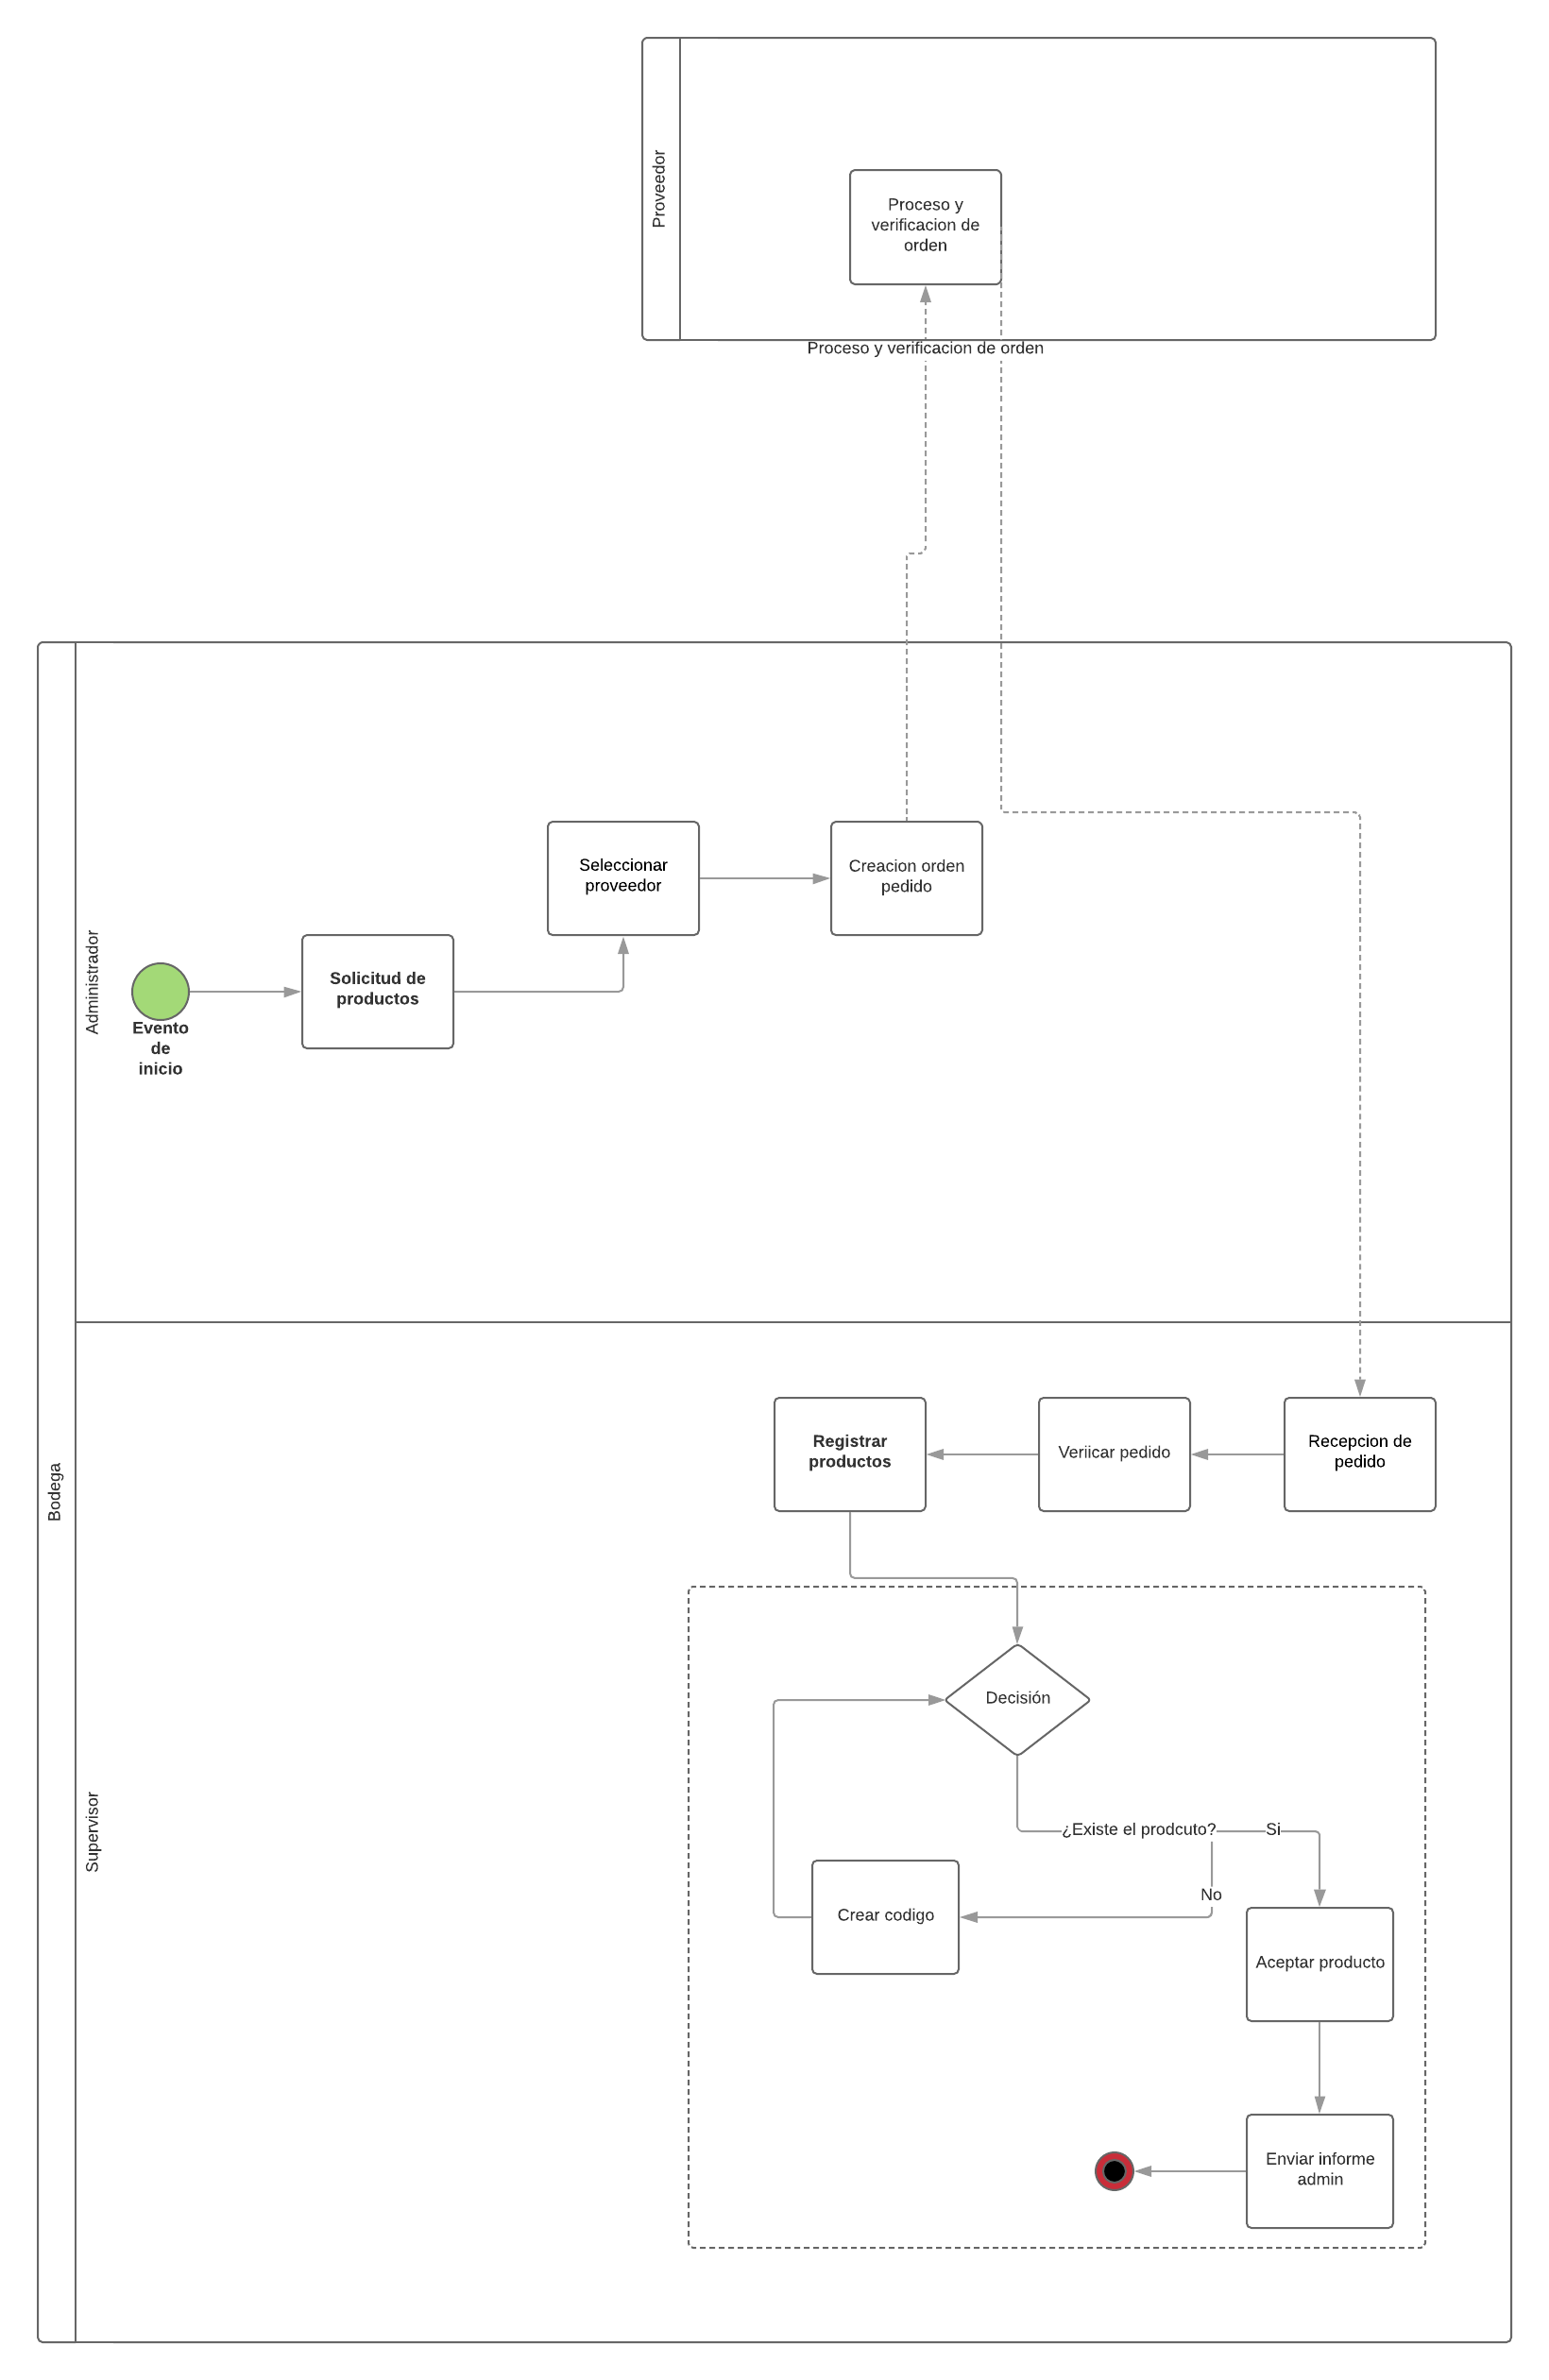 Proveedor
Proceso y
verificacion de
orden
Proceso y verificacion de orden
Bodega
Administrador
Seleccionar
proveedor
Creacion orden
pedido
Solicitud de
productos
Evento
de
inicio
Supervisor
Registrar
productos
Veriicar pedido
Recepcion de
pedido
Decisión
¿Existe el prodcuto?
Si
No
Crear codigo
Aceptar producto
Enviar informe
admin